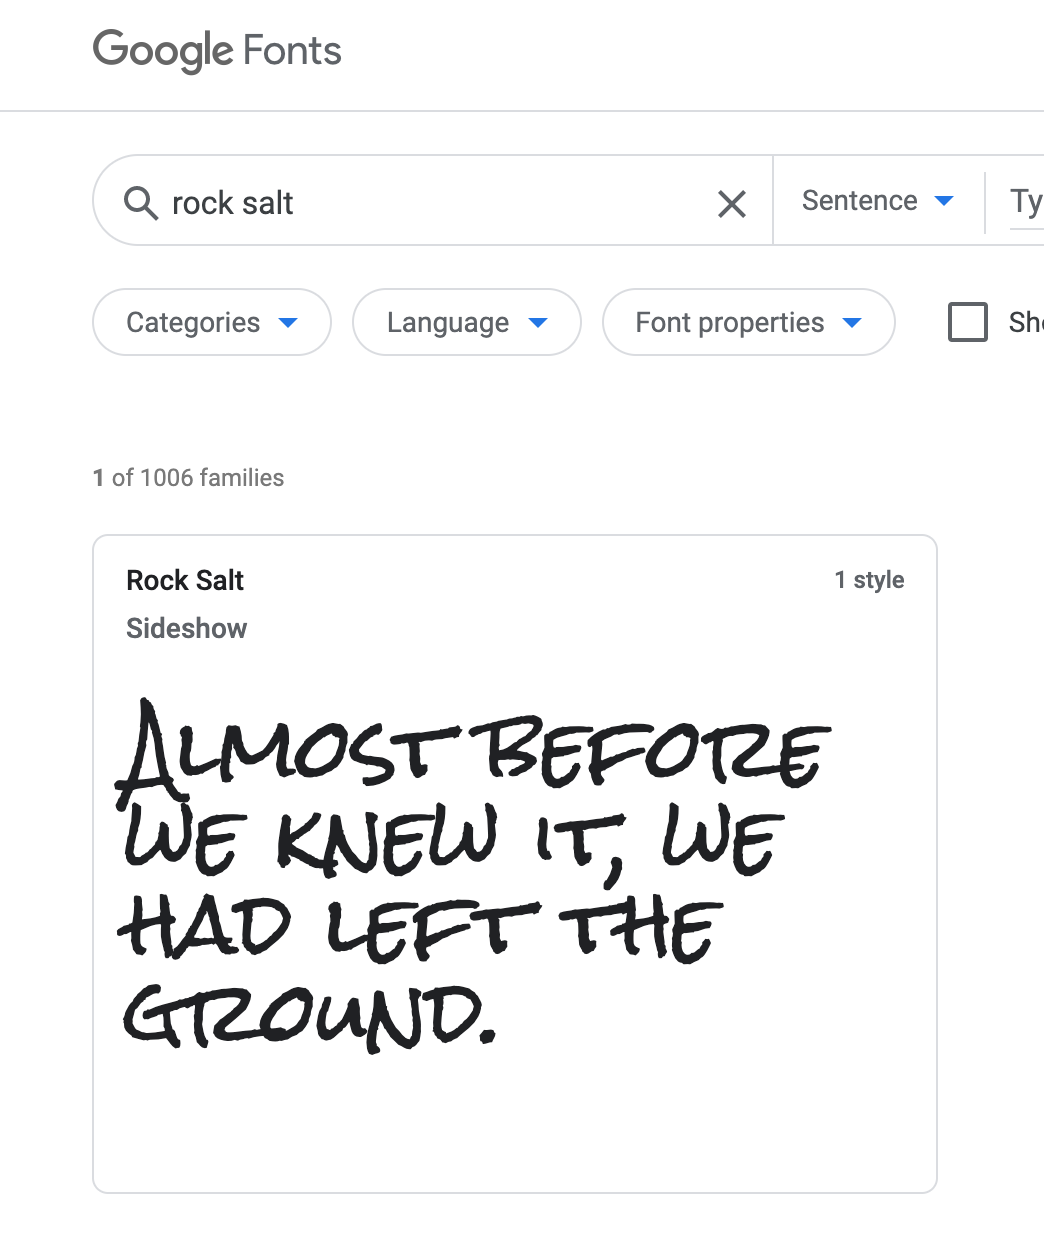 Google Fonts
rock salt
Sentence
Ty
Categories
Language
Font properties
1 of 1006 families
Rock Salt
1 style
Sideshow
Almost before
we knew it, we
had left the
ground.